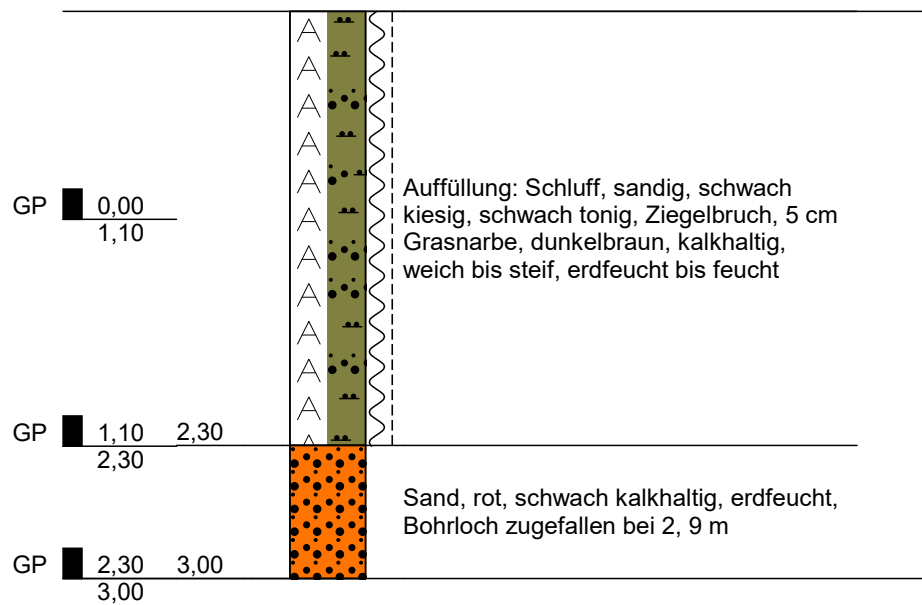 Auffüllung: Schluff, sandig, schwach
kiesig, schwach tonig, Ziegelbruch, 5 cm
Grasnarbe, dunkelbraun, kalkhaltig,
weich bis steif, erdfeucht bis feucht
GP 0,00
1,10
GP 1,10 2,30
2,30
Sand, rot, schwach kalkhaltig, erdfeucht,
Bohrloch zugefallen bei 2, 9 m
GP 2,30 3,00
3,00